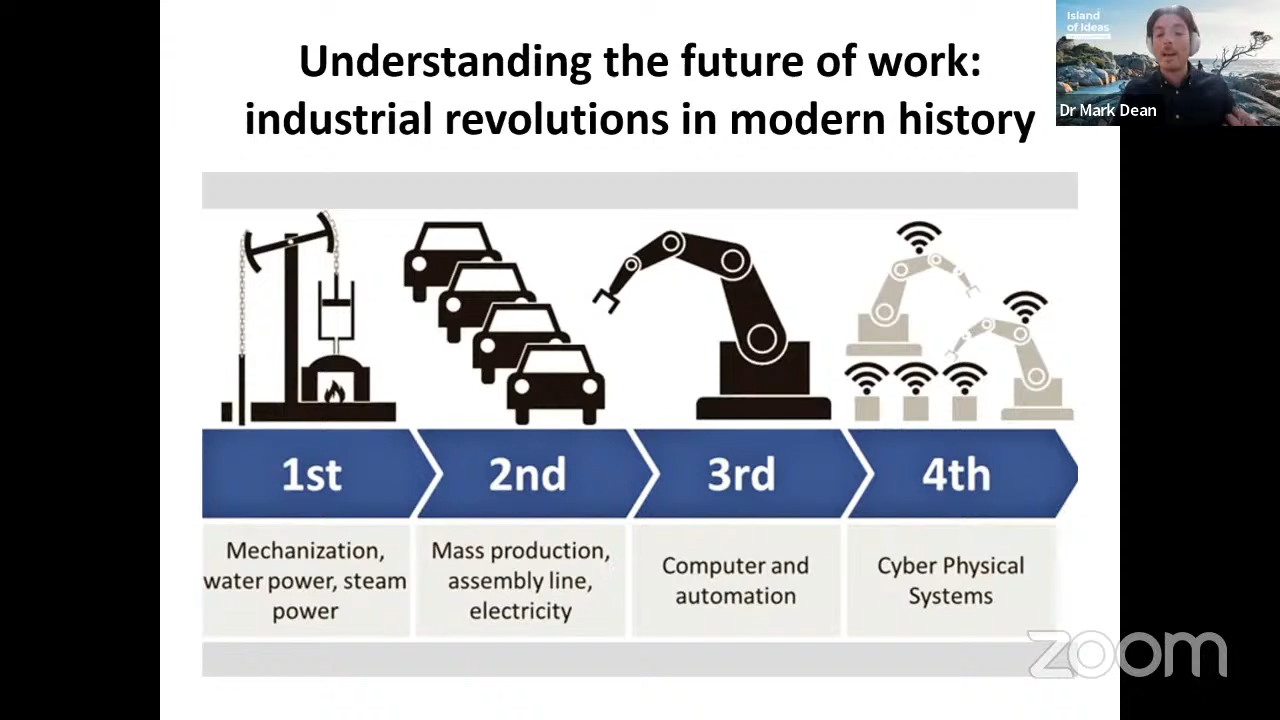 Understanding the future of work:
industrial revolutions in modern history
Island
of Ideas
Dr Mark Dean
1st
2nd
3rd
4th
Mechanization,
water power, steam
power
Mass production,
assembly line,
electricity
Computer and
automation
Cyber Physical
Systems
zoom